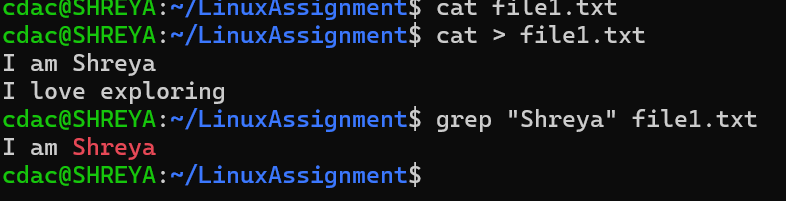 cdac@SHREYA:~/LinuxAssignment$ cat file1.txt
cdac@SHREYA:~/LinuxAssignment$ cat > file1.txt
I am Shreya
I love exploring
cdac@SHREYA:~/LinuxAssignment$ grep "Shreya" file1.txt
I am Shreya
cdac@SHREYA:~/LinuxAssignment$